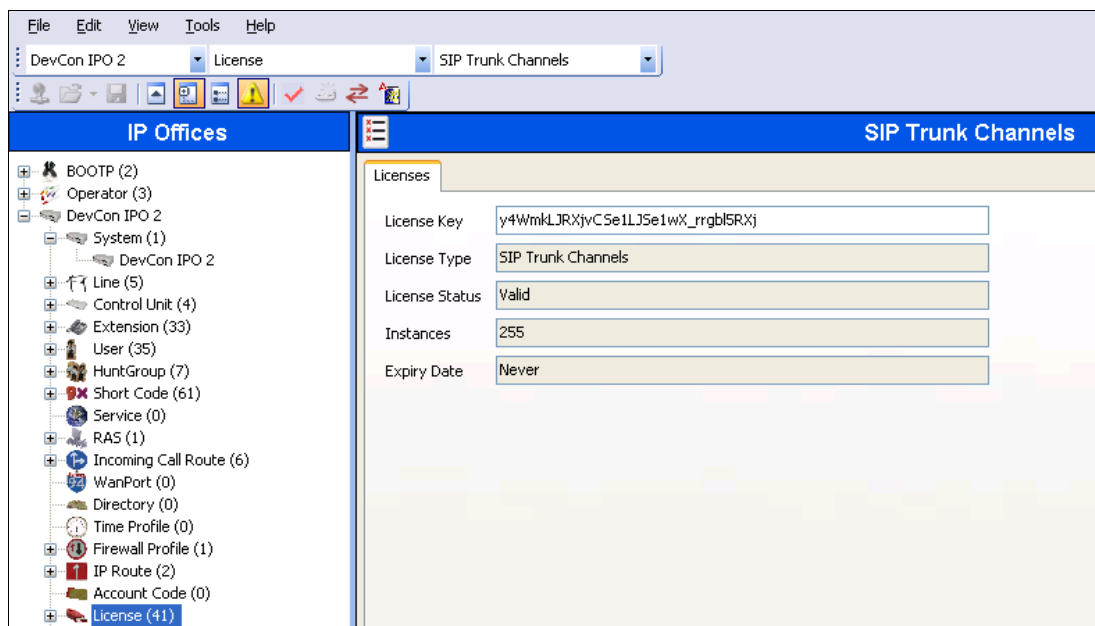 File Edit View Tools Help
DevCon IPO 2 License SIP Trunk Channels
IP Offices
BOOTP (2)
Operator (3)
DevCon IPO 2
System (1)
DevCon IPO 2
Line (5)
Control Unit (4)
Extension (33)
User (35)
HuntGroup (7)
Short Code (61)
Service (0)
RAS (1)
Incoming Call Route (6)
WanPort (0)
Directory (0)
Time Profile (0)
Firewall Profile (1)
IP Route (2)
Account Code (0)
License (41)
SIP Trunk Channels
Licenses
License Key y4WmkLJRXjvCSe1LJSe1wX_rrgbl5RXj
License Type SIP Trunk Channels
License Status Valid
Instances 255
Expiry Date Never